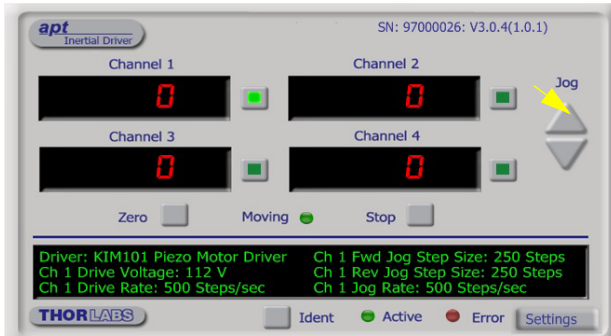 apt
Inertial Driver
SN: 97000026: V3.0.4(1.0.1)
Channel 1
Channel 2
Jog
0
0
Channel 3
Channel 4
0
0
Zero
Moving
Stop
Driver: KIM101 Piezo Motor Driver
Ch 1 Fwd Jog Step Size: 250 Steps
Ch 1 Drive Voltage: 112 V
Ch 1 Rev Jog Step Size: 250 Steps
Ch 1 Drive Rate: 500 Steps/sec
Ch 1 Jog Rate: 500 Steps/sec
THORLABS
Ident
Active
Error
Settings